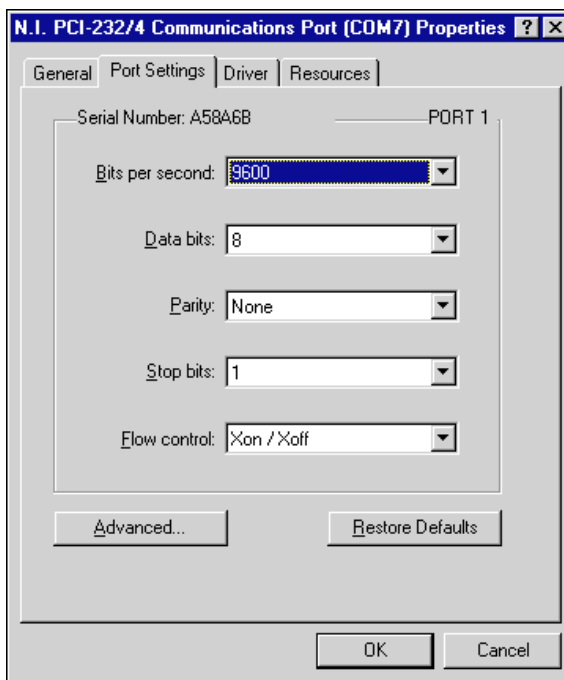 N.I. PCI-232/4 Communications Port (COM7) Properties ? X
General Port Settings Driver Resources
Serial Number: A58A6B PORT 1
Bits per second: 9600
Data bits: 8
Parity: None
Stop bits: 1
Flow control: Xon / Xoff
Advanced... Restore Defaults
OK Cancel